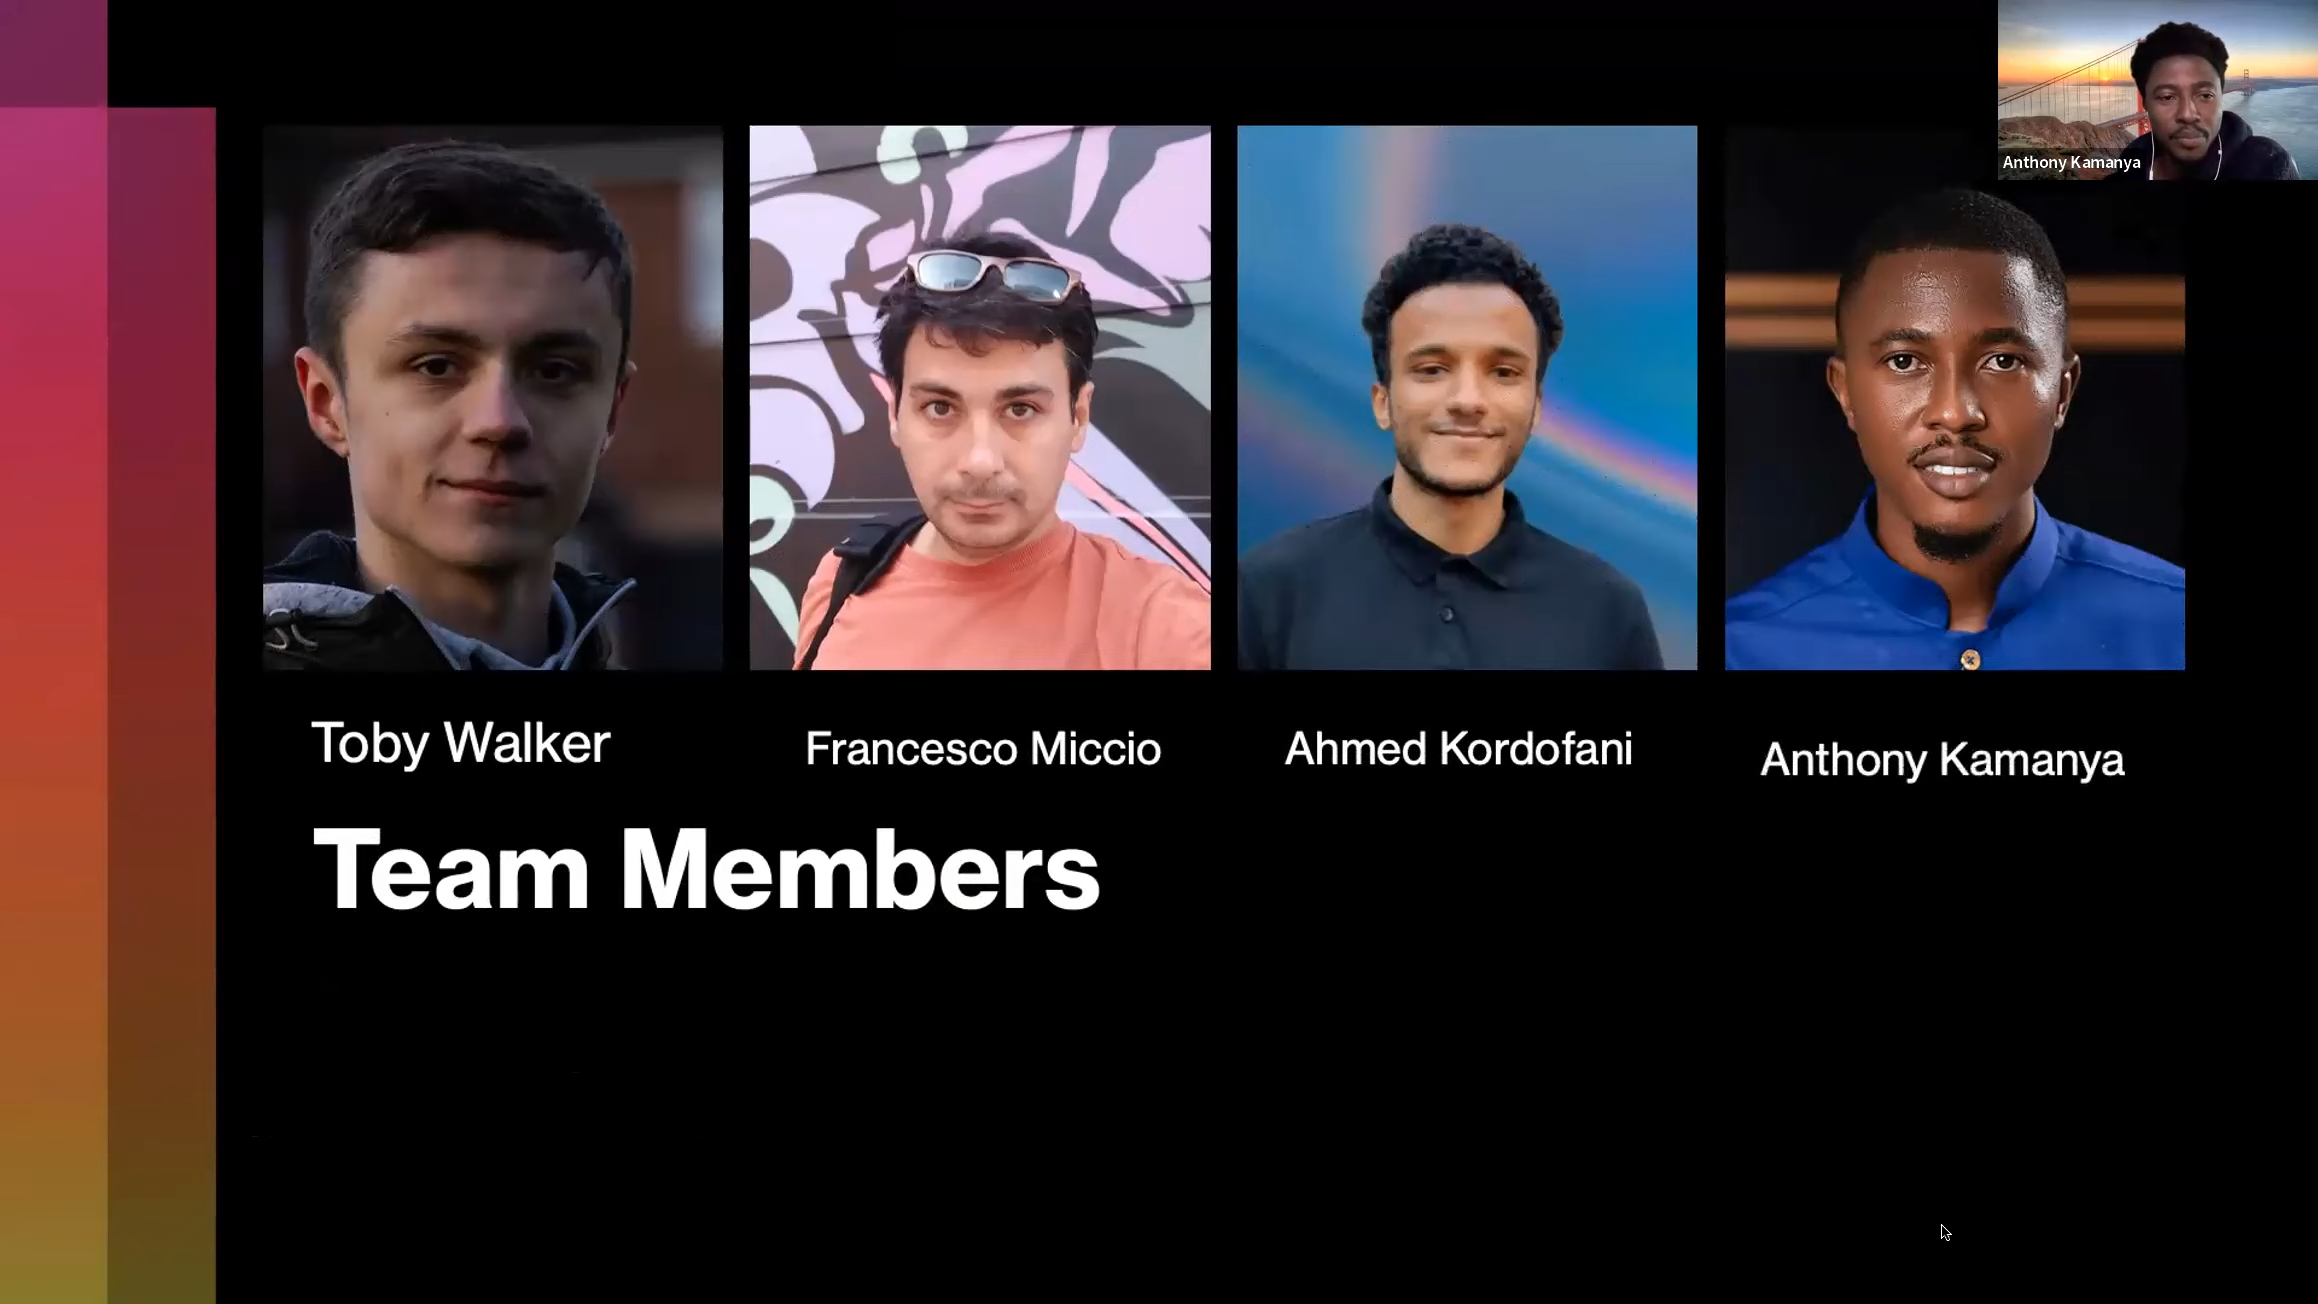 Anthony Kamanya
Toby Walker
Francesco Miccio
Ahmed Kordofani
Anthony Kamanya
Team Members